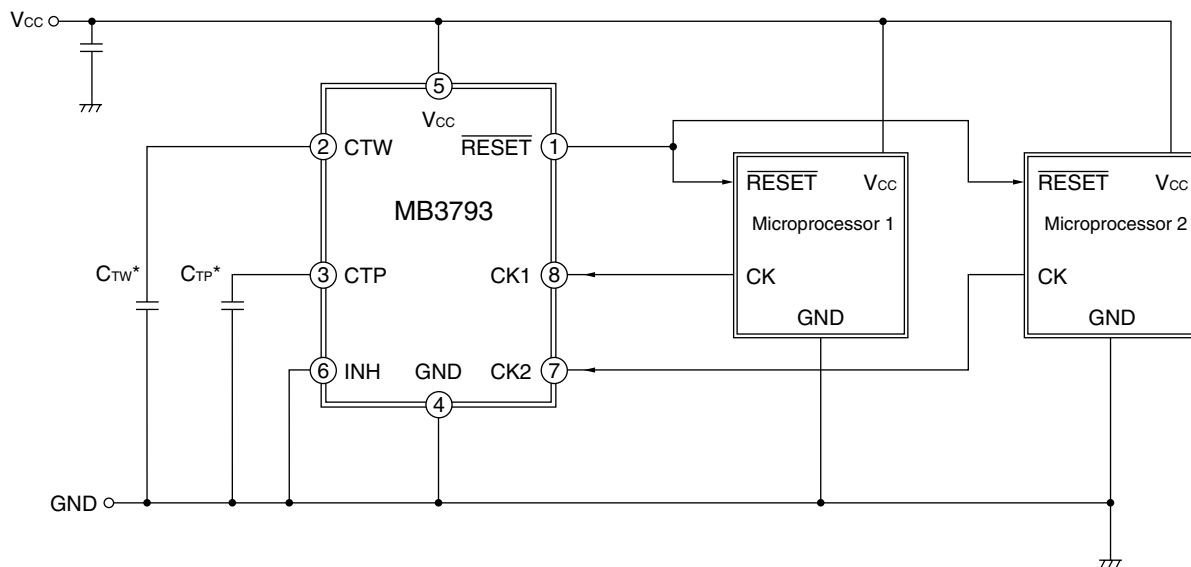 VCC
5
VCC
2 CTW
RESET 1
MB3793
RESET VCC
Microprocessor 1
RESET VCC
Microprocessor 2
CTW*
CTP*
3 CTP
CK1 8
CK
CK
GND
GND
6 INH
GND
CK2 7
4
GND